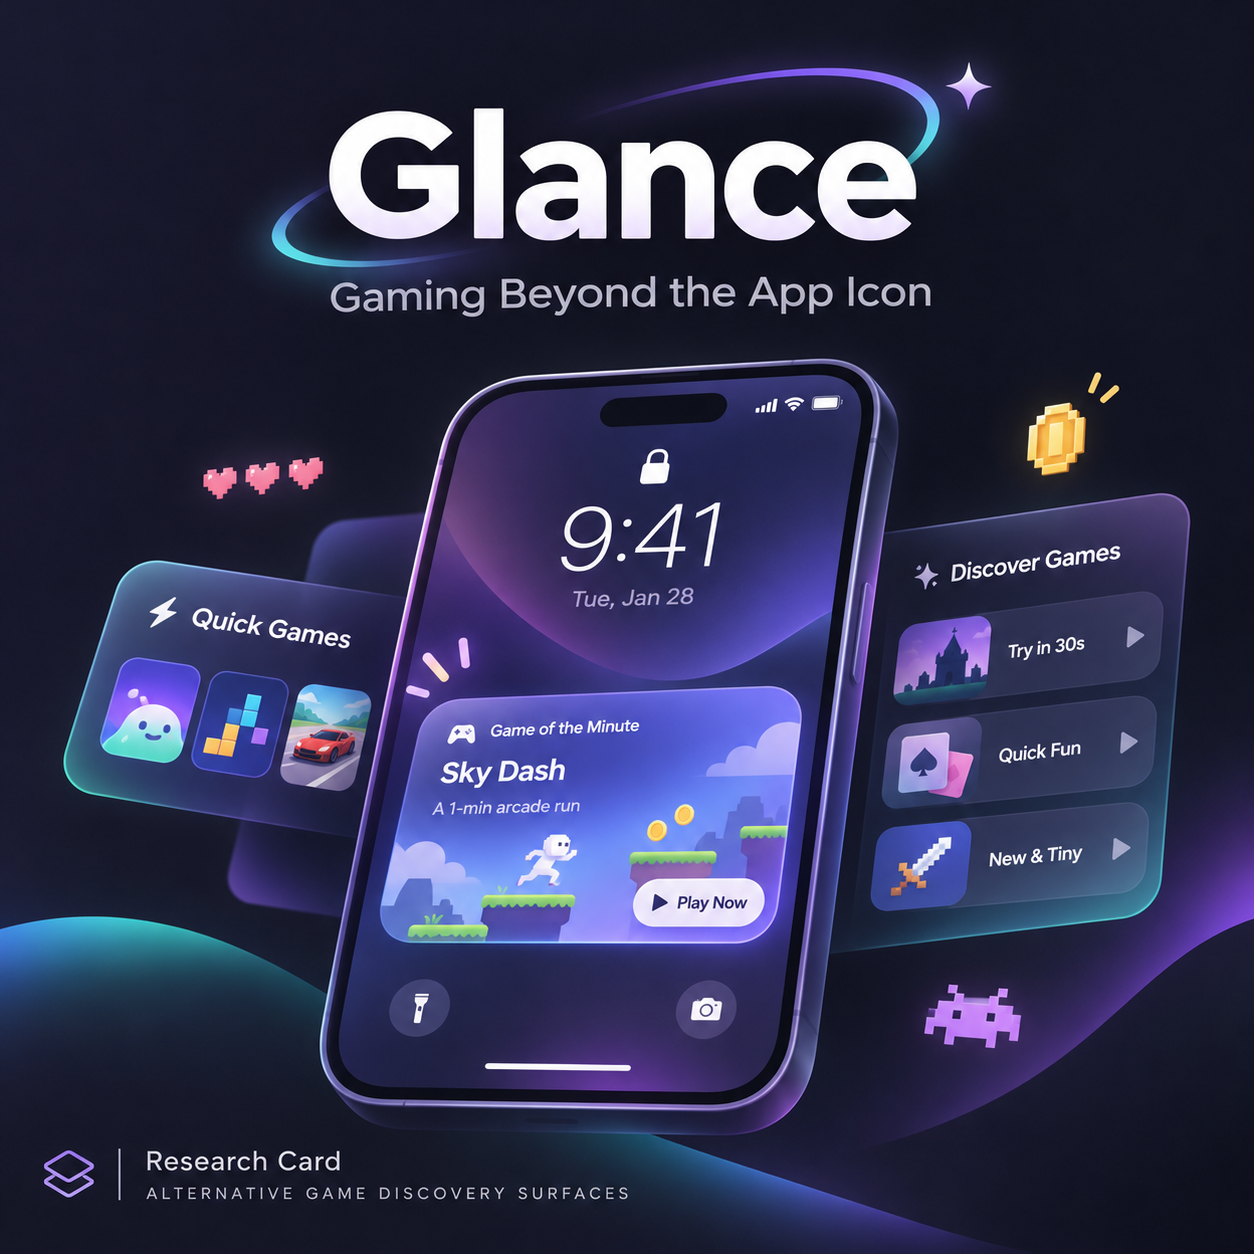 Glance
Gaming Beyond the App Icon
9:41
Tue, Jan 28
Quick Games
Game of the Minute
Sky Dash
A 1-min arcade run
Play Now
Discover Games
Try in 30s
Quick Fun
New & Tiny
Research Card
ALTERNATIVE GAME DISCOVERY SURFACES